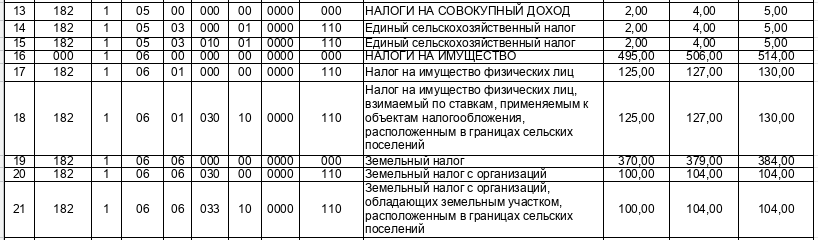 13 182 1 05 00 000 00 0000 000 НАЛОГИ НА СОВОКУПНЫЙ ДОХОД 2,00 4,00 5,00
14 182 1 05 03 000 01 0000 110 Единый сельскохозяйственный налог 2,00 4,00 5,00
15 182 1 05 03 010 01 0000 110 Единый сельскохозяйственный налог 2,00 4,00 5,00
16 000 1 06 00 000 00 0000 000 НАЛОГИ НА ИМУЩЕСТВО 495,00 506,00 514,00
17 182 1 06 01 000 00 0000 110 Налог на имущество физических лиц 125,00 127,00 130,00
18 182 1 06 01 030 10 0000 110 Налог на имущество физических лиц,
взимаемый по ставкам, применяемым к
объектам налогообложения,
расположенным в границах сельских
поселений 125,00 127,00 130,00
19 182 1 06 06 000 00 0000 000 Земельный налог 370,00 379,00 384,00
20 182 1 06 06 030 00 0000 110 Земельный налог с организаций 100,00 104,00 104,00
21 182 1 06 06 033 10 0000 110 Земельный налог с организаций,
обладающих земельным участком,
расположенным в границах сельских
поселений 100,00 104,00 104,00